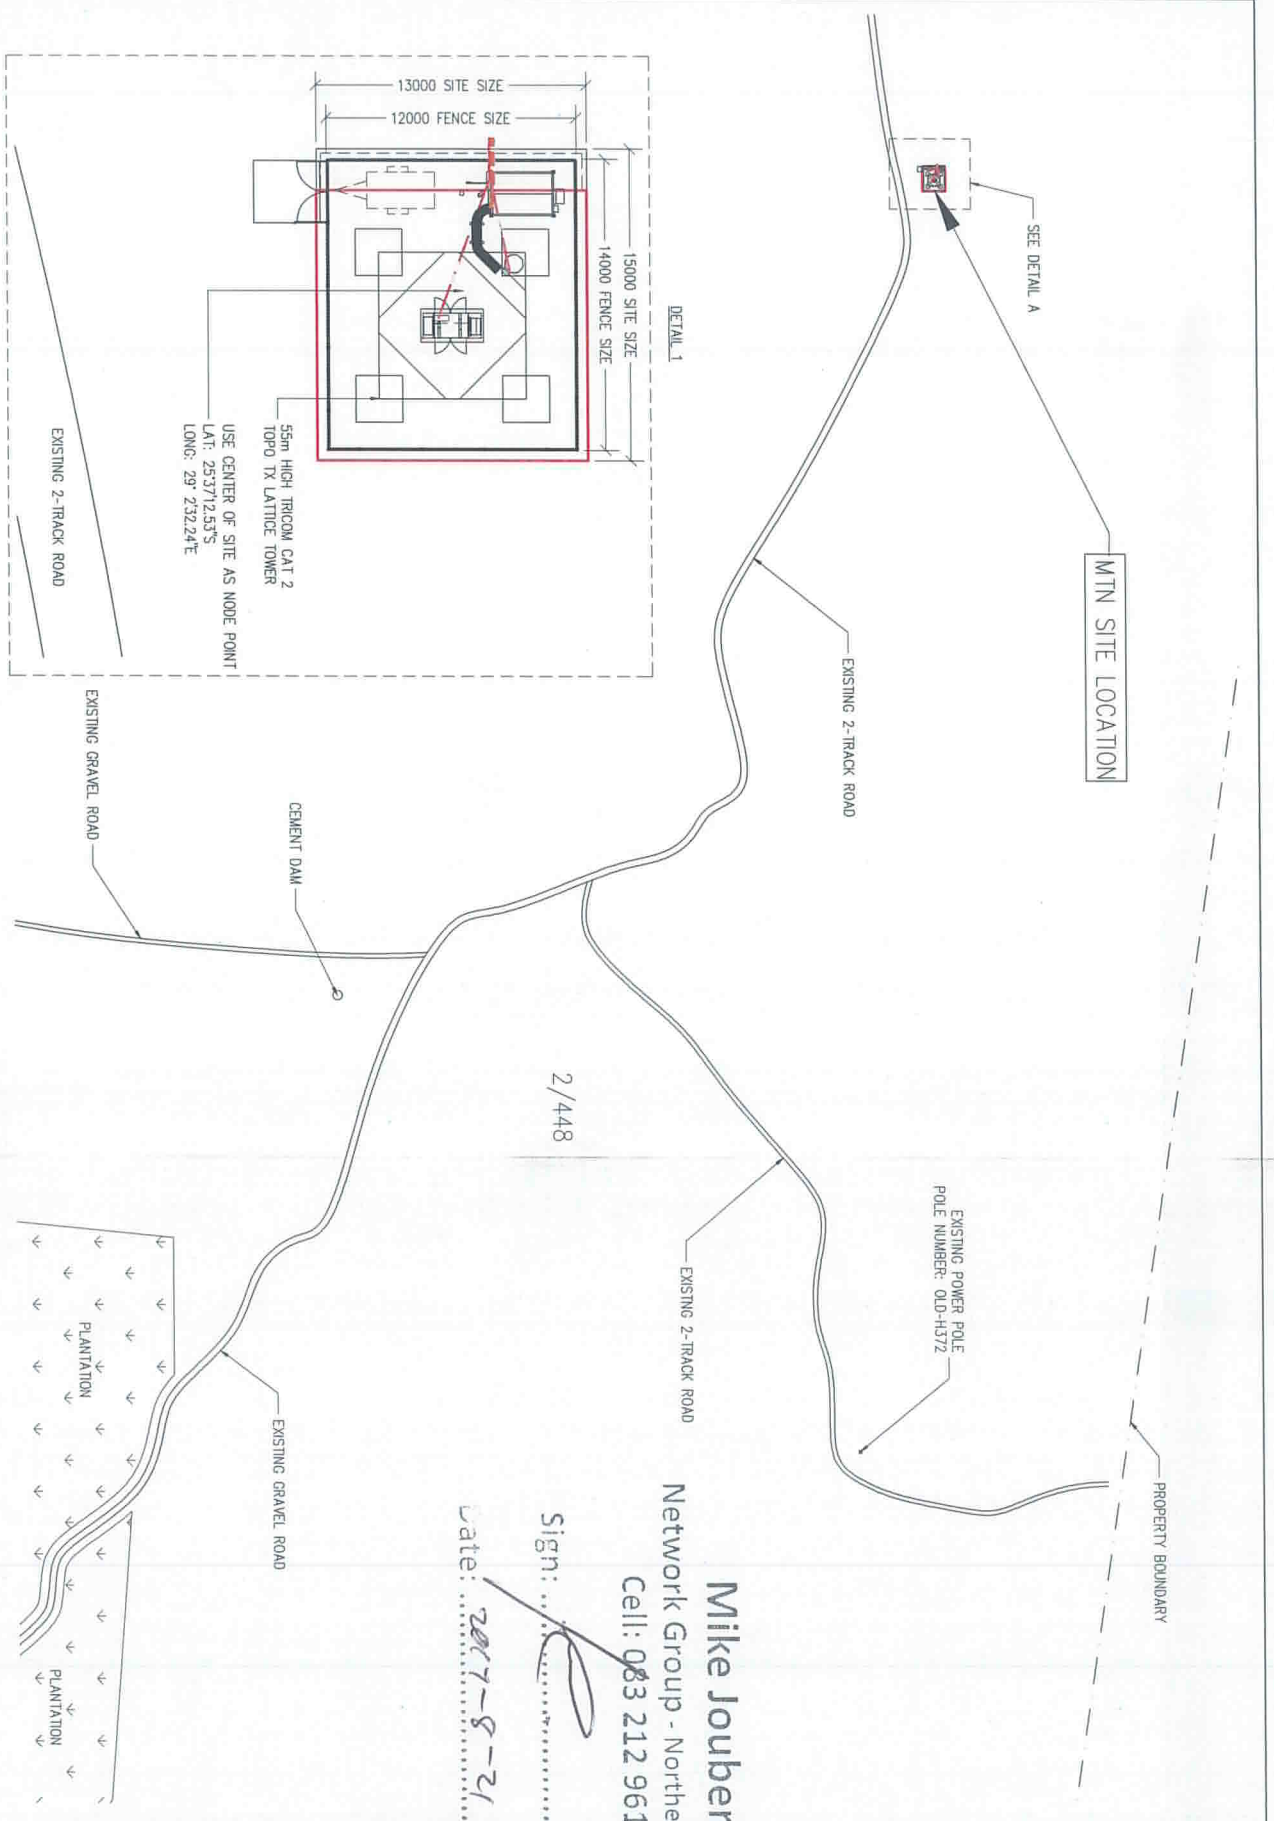 SEE DETAIL A
MTN SITE LOCATION
EXISTING 2-TRACK ROAD
PROPERTY BOUNDARY
EXISTING POWER POLE
POLE NUMBER: OLD-H372
EXISTNG 2-TRACK ROAD
2/448
CEMENT DAM
EXISTING GRAVEL ROAD
EXISTING GRAVEL ROAD
PLANTATION
PLANTATION
DETAIL 1
15000 SITE SIZE
14000 FENCE SIZE
13000 SITE SIZE
12000 FENCE SIZE
55m HIGH TRICOM CAT 2
TOPO TX LATTICE TOWER
USE CENTER OF SITE AS NODE POINT
LAT: 25°37'12.53"S
LONG: 29° 2'32.24"E
EXISTING 2-TRACK ROAD
Mike Jouber
Network Group - Northe
Cell: 083 212 961
Sign:
Date: 2017-8-21